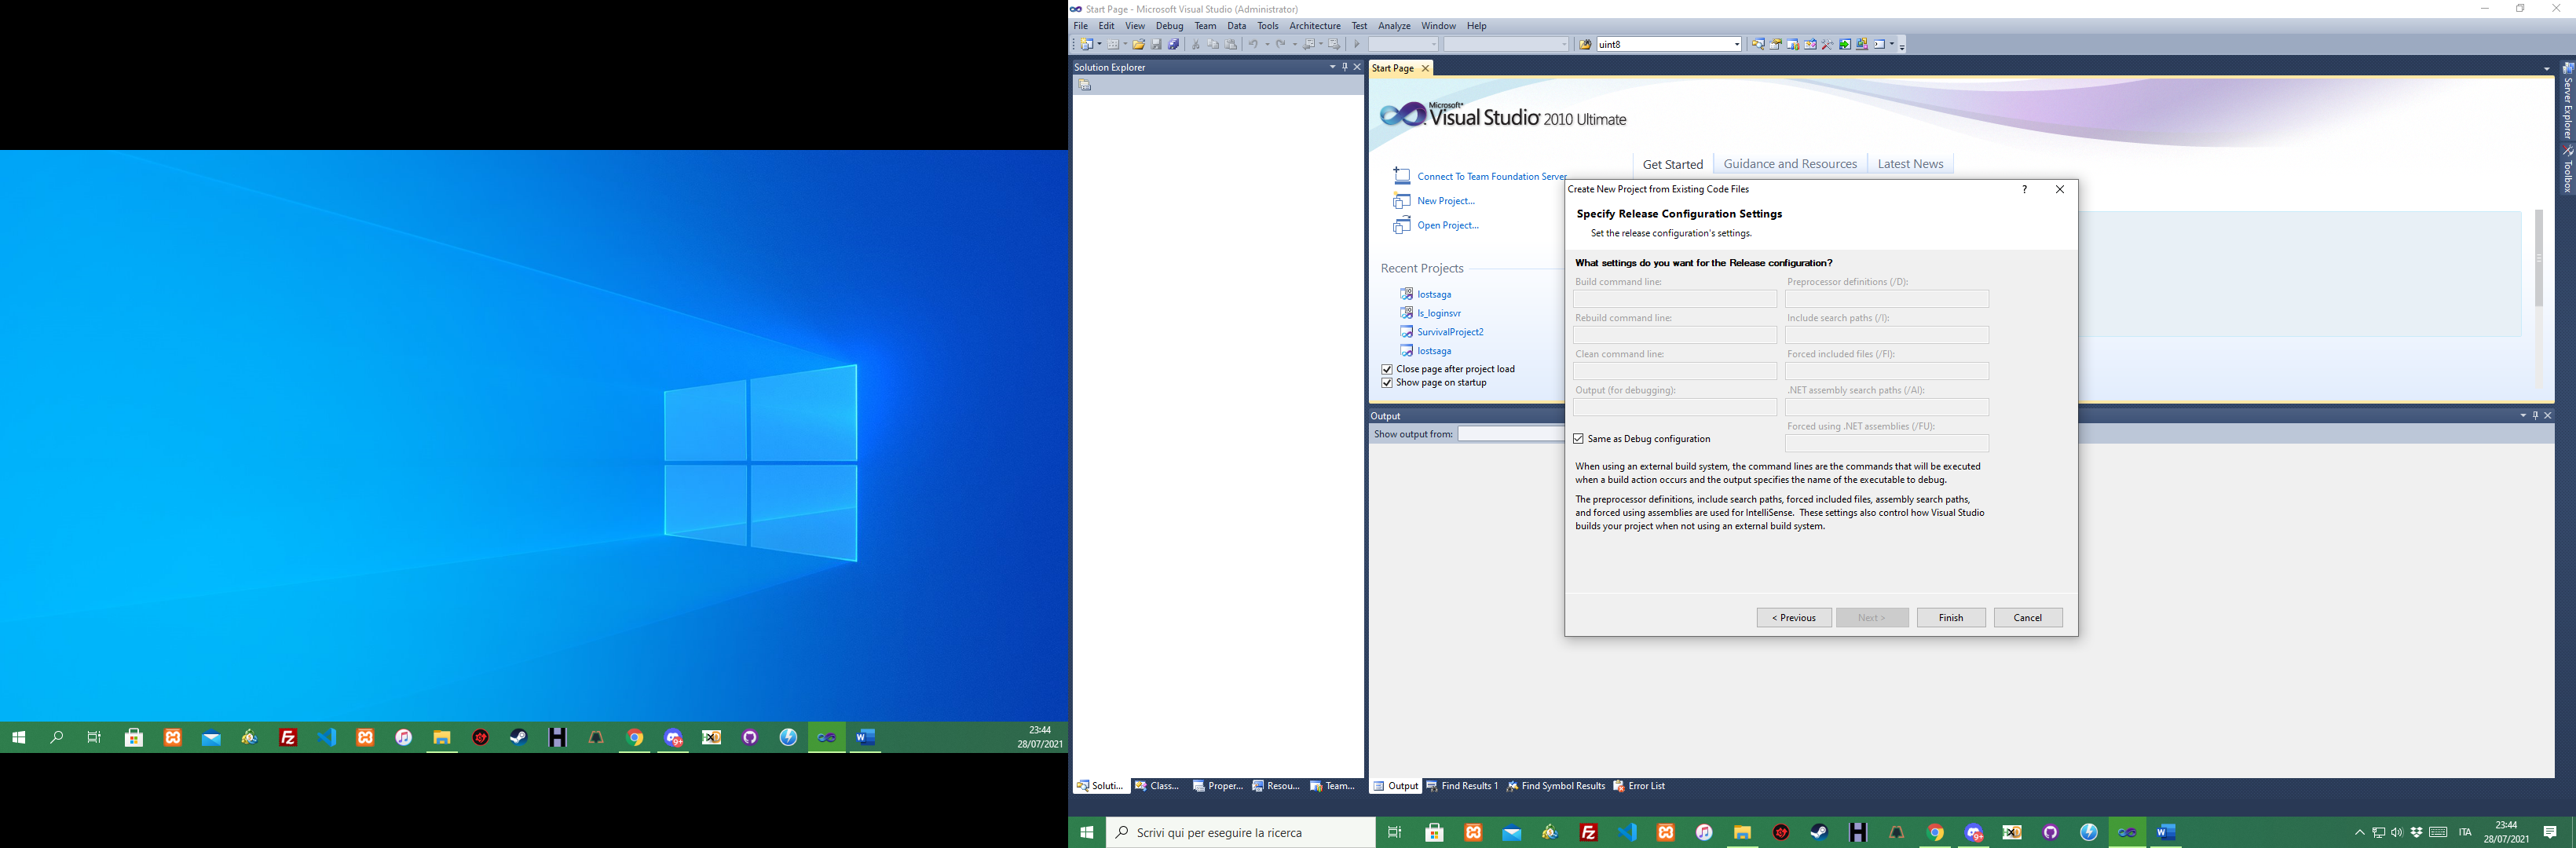 Start Page - Microsoft Visual Studio (Administrator)
File Edit View Debug Team Data Tools Architecture Test Analyze Window Help
uint8
Solution Explorer
Start Page
Server Explorer
Toolbox
Microsoft
Visual Studio 2010 Ultimate
Get Started Guidance and Resources Latest News
Connect To Team Foundation Server
New Project...
Open Project...
Recent Projects
lostsaga
ls_loginsvr
SurvivalProject2
lostsaga
Close page after project load
Show page on startup
Create New Project from Existing Code Files
Specify Release Configuration Settings
Set the release configuration's settings.
What settings do you want for the Release configuration?
Build command line: Preprocessor definitions (/D):
Rebuild command line: Include search paths (/I):
Clean command line: Forced included files (/FI):
Output (for debugging): .NET assembly search paths (/AI):
Forced using .NET assemblies (/FU):
Same as Debug configuration
When using an external build system, the command lines are the commands that will be executed
when a build action occurs and the output specifies the name of the executable to debug.
The preprocessor definitions, include search paths, forced included files, assembly search paths,
and forced using assemblies are used for IntelliSense. These settings also control how Visual Studio
builds your project when not using an external build system.
< Previous Next > Finish Cancel
Output
Show output from:
Soluti... Class... Proper... Resou... Team...
Output Find Results 1 Find Symbol Results Error List
23:44
28/07/2021
Scrivi qui per eseguire la ricerca
ITA
23:44
28/07/2021